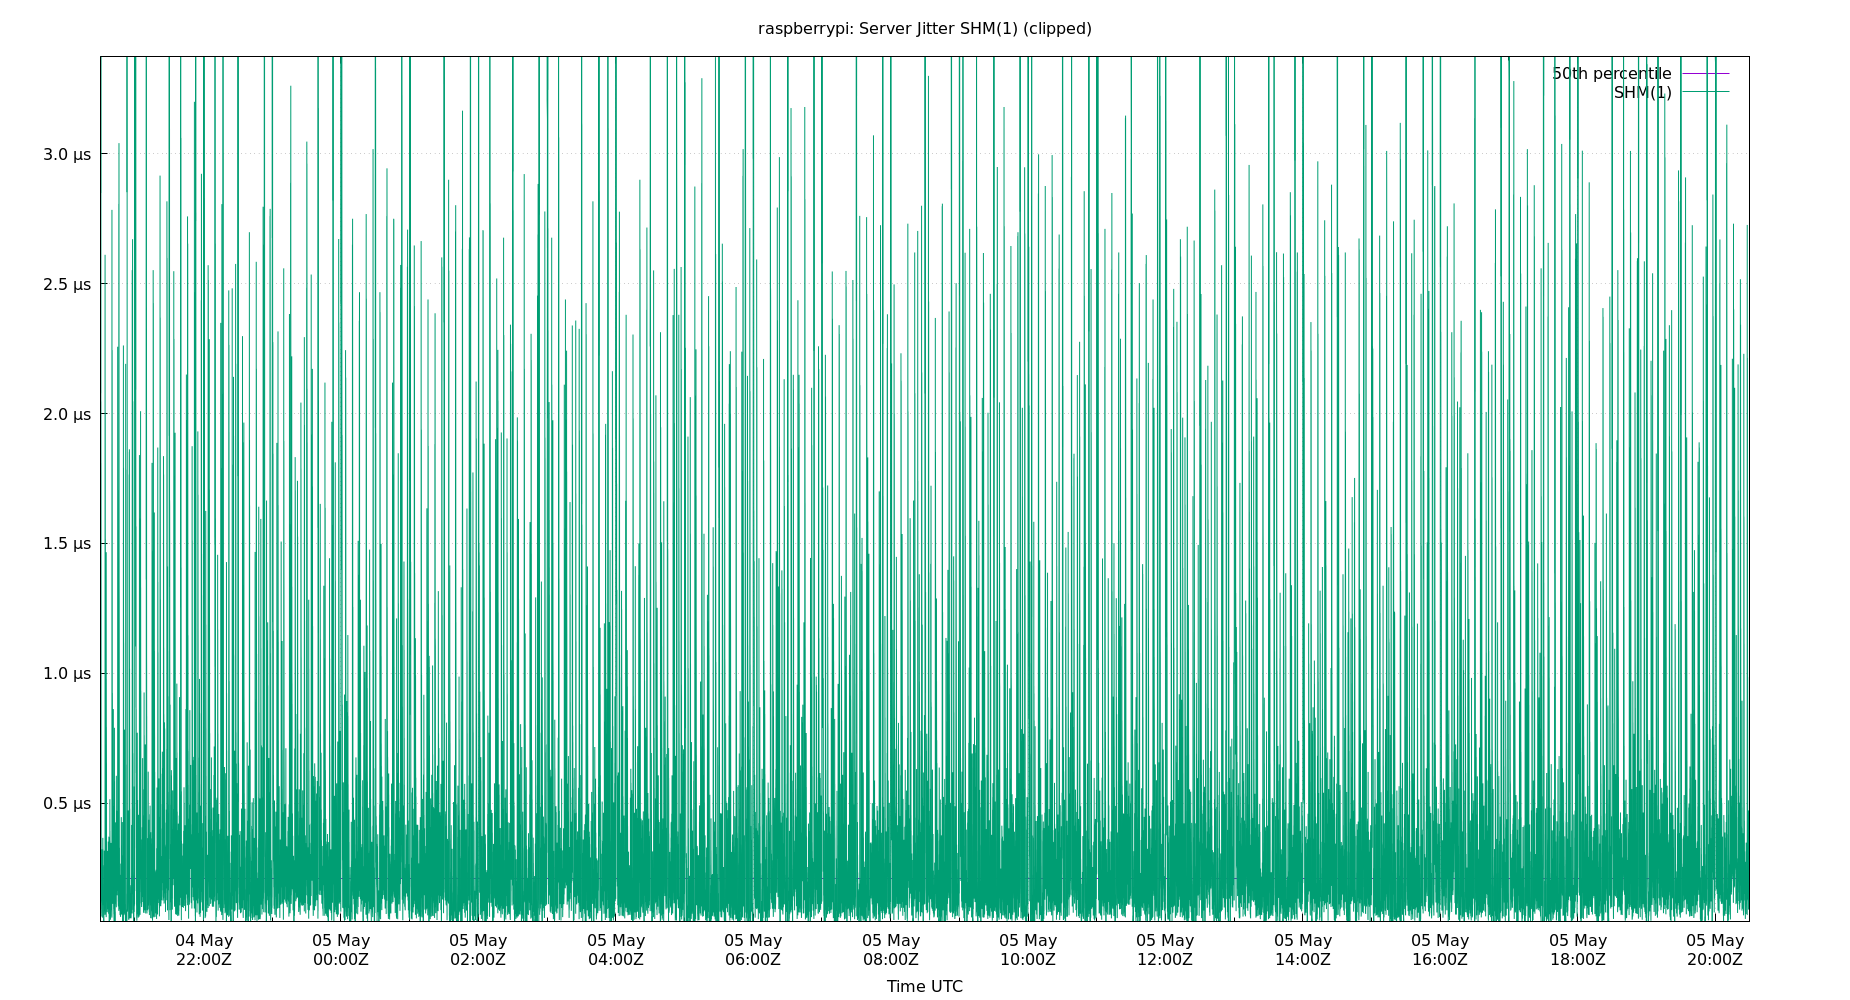 raspberrypi: Server Jitter SHM(1) (clipped)
50th percentile
SHM(1)
3.0 µs
2.5 µs
2.0 µs
1.5 µs
1.0 µs
0.5 µs
04 May 05 May 05 May 05 May 05 May 05 May 05 May 05 May 05 May 05 May 05 May 05 May
22:00Z 00:00Z 02:00Z 04:00Z 06:00Z 08:00Z 10:00Z 12:00Z 14:00Z 16:00Z 18:00Z 20:00Z
Time UTC